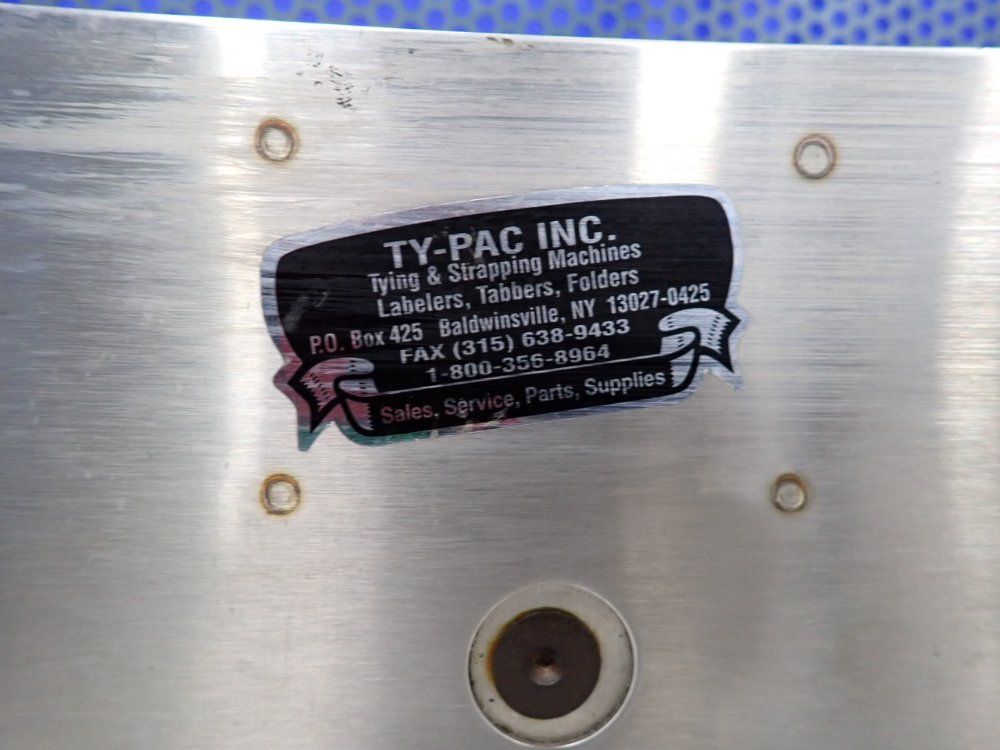 TY-PAC INC.
Tying & Strapping Machines
Labelers, Tabbers, Folders
P.O. Box 425 Baldwinsville, NY 13027-0425
FAX (315) 638-9433
1-800-356-8964
Sales, Service, Parts, Supplies